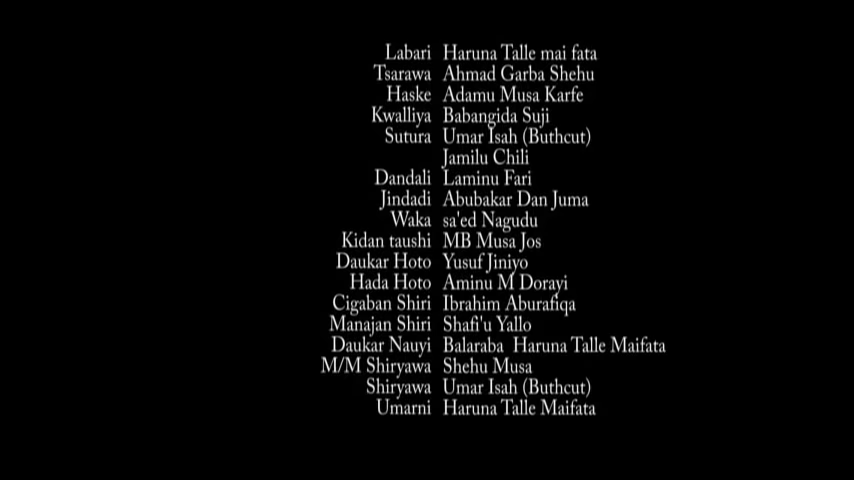 Labari Haruna Talle mai fata
Tsarawa Ahmad Garba Shehu
Haske Adamu Musa Karfe
Kwalliya Babangida Suji
Sutura Umar Isah (Buthcut)
Jamilu Chili
Dandali Laminu Fari
Jindadi Abubakar Dan Juma
Waka sa'ed Nagudu
Kidan taushi MB Musa Jos
Daukar Hoto Yusuf Jiniyo
Hada Hoto Aminu M Dorayi
Cigaban Shiri Ibrahim Aburafiqa
Manajan Shiri Shafi'u Yallo
Daukar Nauyi Balaraba Haruna Talle Maifata
M/M Shiryawa Shehu Musa
Shiryawa Umar Isah (Buthcut)
Umarni Haruna Talle Maifata